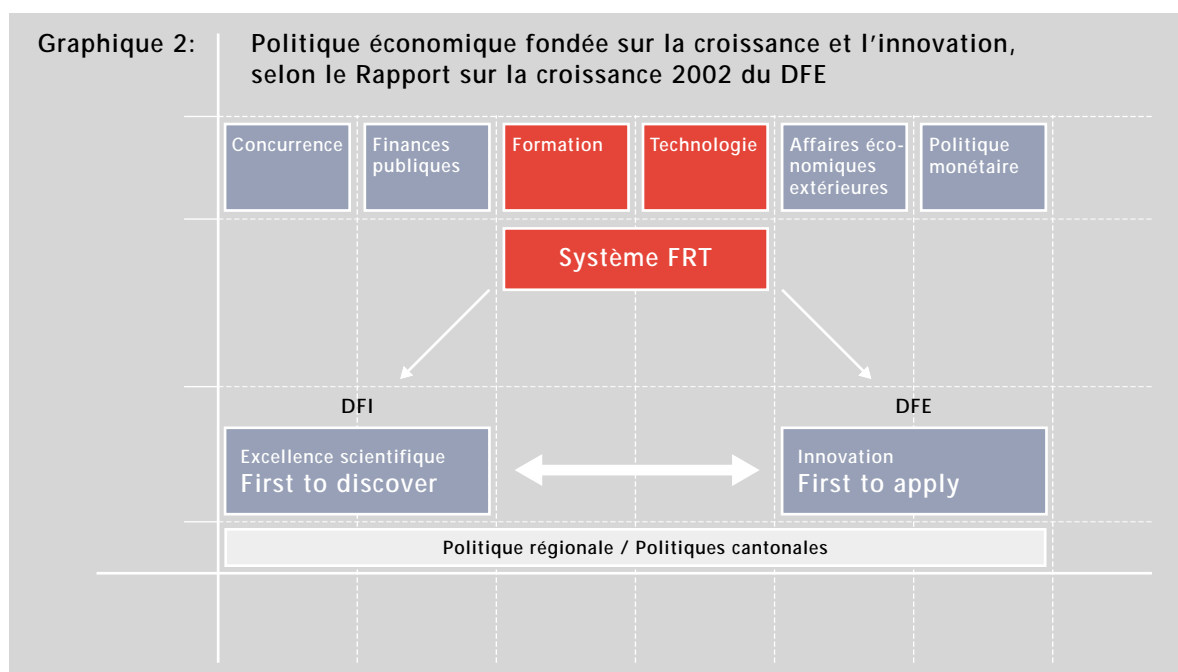 Graphique 2:
Politique économique fondée sur la croissance et l'innovation,
selon le Rapport sur la croissance 2002 du DFE
Concurrence
Finances
publiques
Formation
Technologie
Affaires éco-
nomiques
extérieures
Politique
monétaire
Système FRT
DFI
DFE
Excellence scientifique
First to discover
Innovation
First to apply
Politique régionale / Politiques cantonales